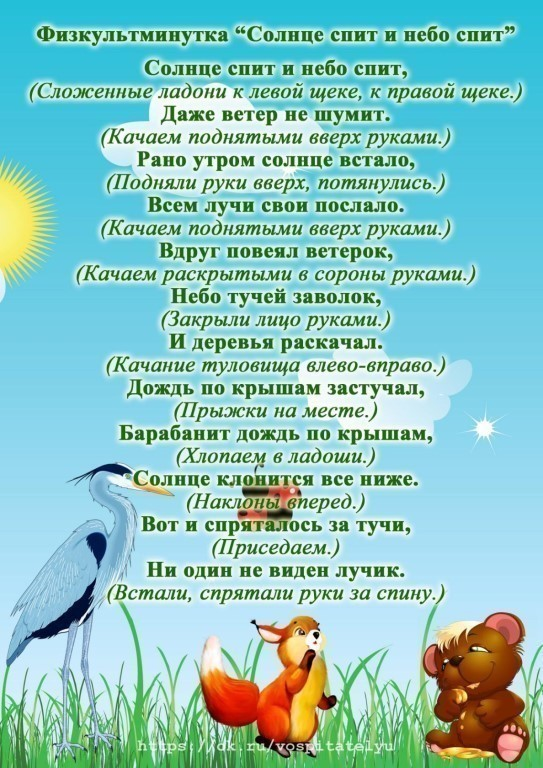 Физкультминутка “Солнце спит и небо спит”
Солнце спит и небо спит,
(Сложенные ладони к левой щеке, к правой щеке.)
Даже ветер не шумит.
(Качаем поднятыми вверх руками.)
Рано утром солнце встало,
(Подняли руки вверх, потянулись.)
Всем лучи свои послало.
(Качаем поднятыми вверх руками.)
Вдруг повеял ветерок,
(Качаем раскрытыми в сороны руками.)
Небо тучей заволок,
(Закрыли лицо руками.)
И деревья раскачал.
(Качание туловища влево-вправо.)
Дождь по крышам застучал,
(Прыжки на месте.)
Барабанит дождь по крышам,
(Хлопаем в ладоши.)
Солнце клонится все ниже.
(Наклоны вперед.)
Вот и спряталось за тучи,
(Приседаем.)
Ни один не виден лучик.
(Встали, спрятали руки за спину.)
https://ok.ru/vospitatelyu